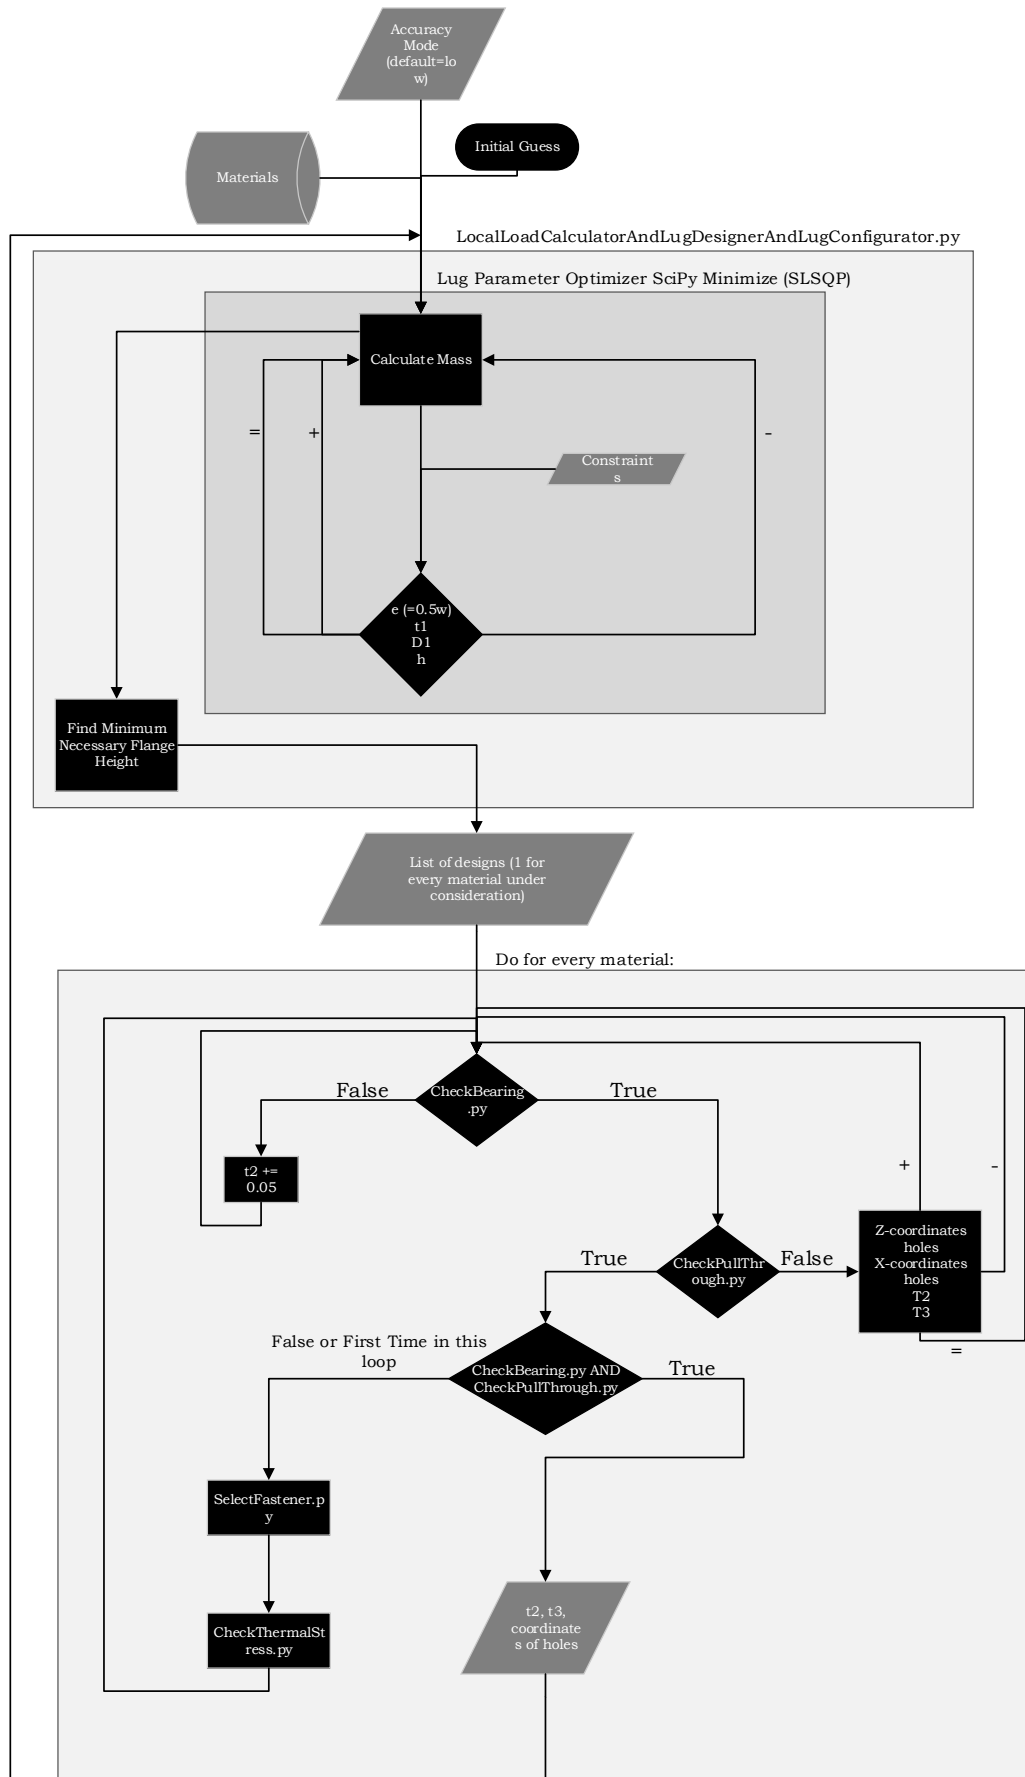 Accuracy
Mode
(default=lo
w)
Initial Guess
Materials
LocalLoadCalculatorAndLugDesignerAndLugConfigurator.py
Lug Parameter Optimizer SciPy Minimize (SLSQP)
Calculate Mass
=
+
-
Constraint
s
e (=0.5w)
t1
D1
h
Find Minimum
Necessary Flange
Height
List of designs (1 for
every material under
consideration)
Do for every material:
CheckBearing
.py
False
True
t2 +=
0.05
+
-
Z-coordinates
holes
X-coordinates
holes
T2
T3
=
CheckPullThr
ough.py
True
False
False or First Time in this
loop
CheckBearing.py AND
CheckPullThrough.py
True
SelectFastener.p
y
CheckThermalSt
ress.py
t2, t3,
coordinate
s of holes